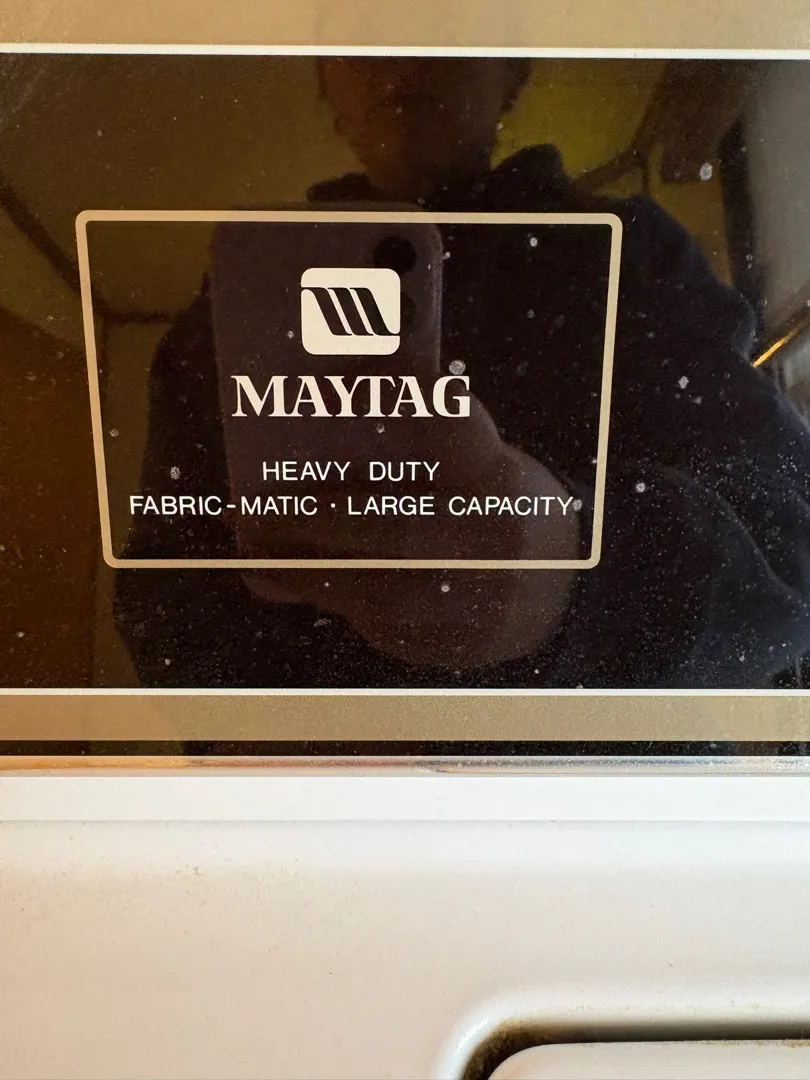 MAYTAG
HEAVY DUTY
FABRIC-MATIC · LARGE CAPACITY